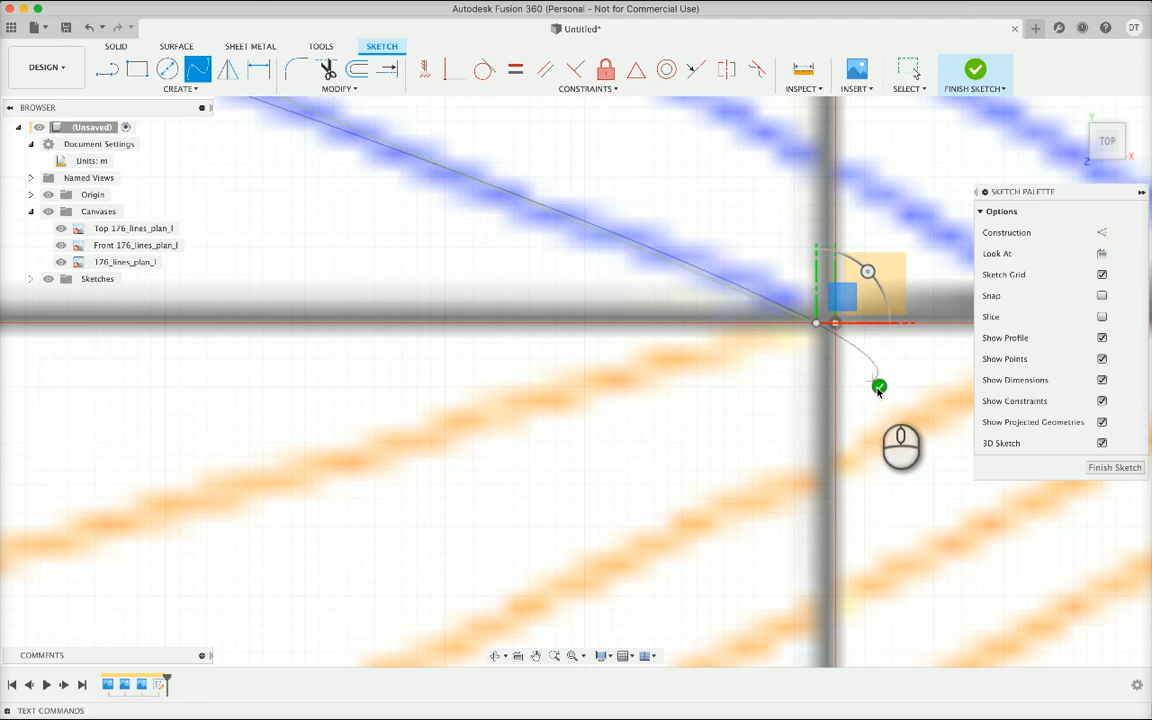 Autodesk Fusion 360 (Personal - Not for Commercial Use)
Untitled*
DT
SOLID SURFACE SHEET METAL TOOLS SKETCH
DESIGN
CREATE MODIFY CONSTRAINTS INSPECT INSERT SELECT FINISH SKETCH
BROWSER
(Unsaved)
Document Settings
Units: m
Named Views
Origin
Canvases
Top 176_lines_plan_l
Front 176_lines_plan_l
176_lines_plan_l
Sketches
Y
TOP
Z
X
SKETCH PALETTE
Options
Construction
Look At
Sketch Grid
Snap
Slice
Show Profile
Show Points
Show Dimensions
Show Constraints
Show Projected Geometries
3D Sketch
Finish Sketch
COMMENTS
TEXT COMMANDS